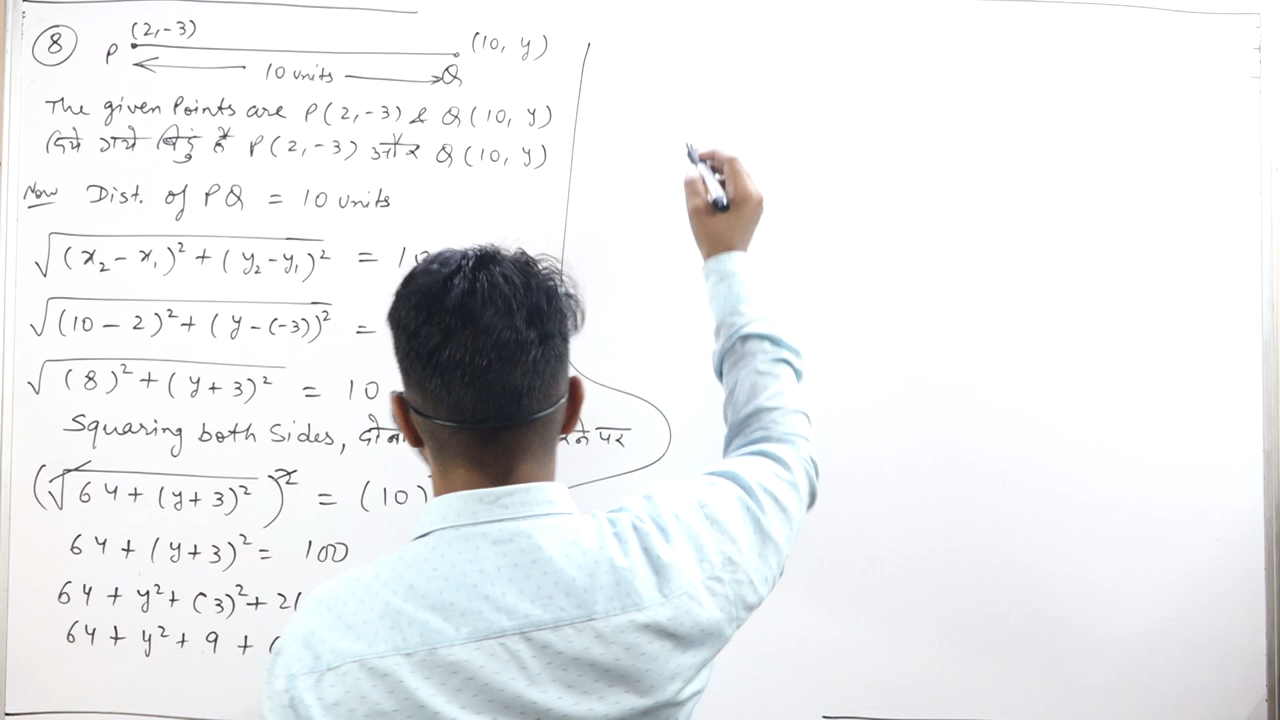 8
(2,-3)
P
(10, y)
10 units
Q
The given Points are P(2,-3) & Q(10, y)
दिये गये बिंदु हैं P(2,-3) और Q(10, y)
Now Dist. of PQ = 10 units
√(x₂-x₁)²+(y₂-y₁)² = 10
√(10-2)²+(y-(-3))² =
√(8)²+(y+3)² = 10
Squaring both Sides, पर
(√64+(y+3)²)² = (10)
64+(y+3)² = 100
64+y²+(3)²+2(
64+y²+9+